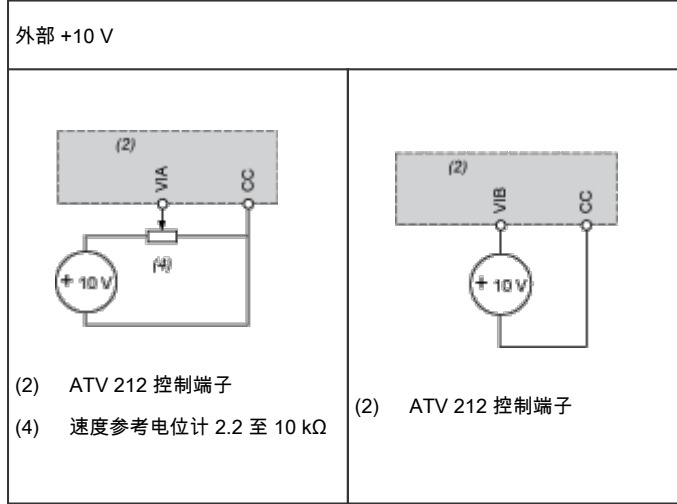 外部 +10 V
(2)
VIA
CC
(4)
+ 10 V
(2) ATV 212 控制端子
(4) 速度参考电位计 2.2 至 10 kΩ
(2)
VIB
CC
+ 10 V
(2) ATV 212 控制端子